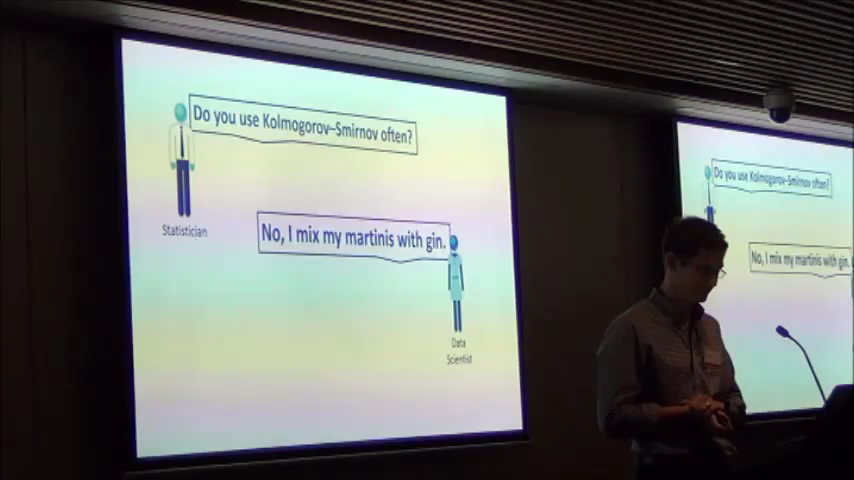 Do you use Kolmogorov–Smirnov often?
Statistician
No, I mix my martinis with gin.
Data
Scientist
Do you use Kolmogorov–Smirnov often?
No, I mix my martinis with gin.